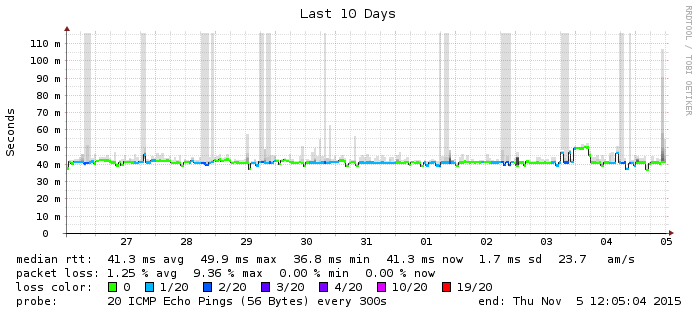 Last 10 Days
RRDTOOL / TOBI OETIKER
Seconds
110 m
100 m
90 m
80 m
70 m
60 m
50 m
40 m
30 m
20 m
10 m
0
27 28 29 30 31 01 02 03 04 05
median rtt: 41.3 ms avg 49.9 ms max 36.8 ms min 41.3 ms now 1.7 ms sd 23.7 am/s
packet loss: 1.25 % avg 9.36 % max 0.00 % min 0.00 % now
loss color: 0 1/20 2/20 3/20 4/20 10/20 19/20
probe: 20 ICMP Echo Pings (56 Bytes) every 300s end: Thu Nov 5 12:05:04 2015